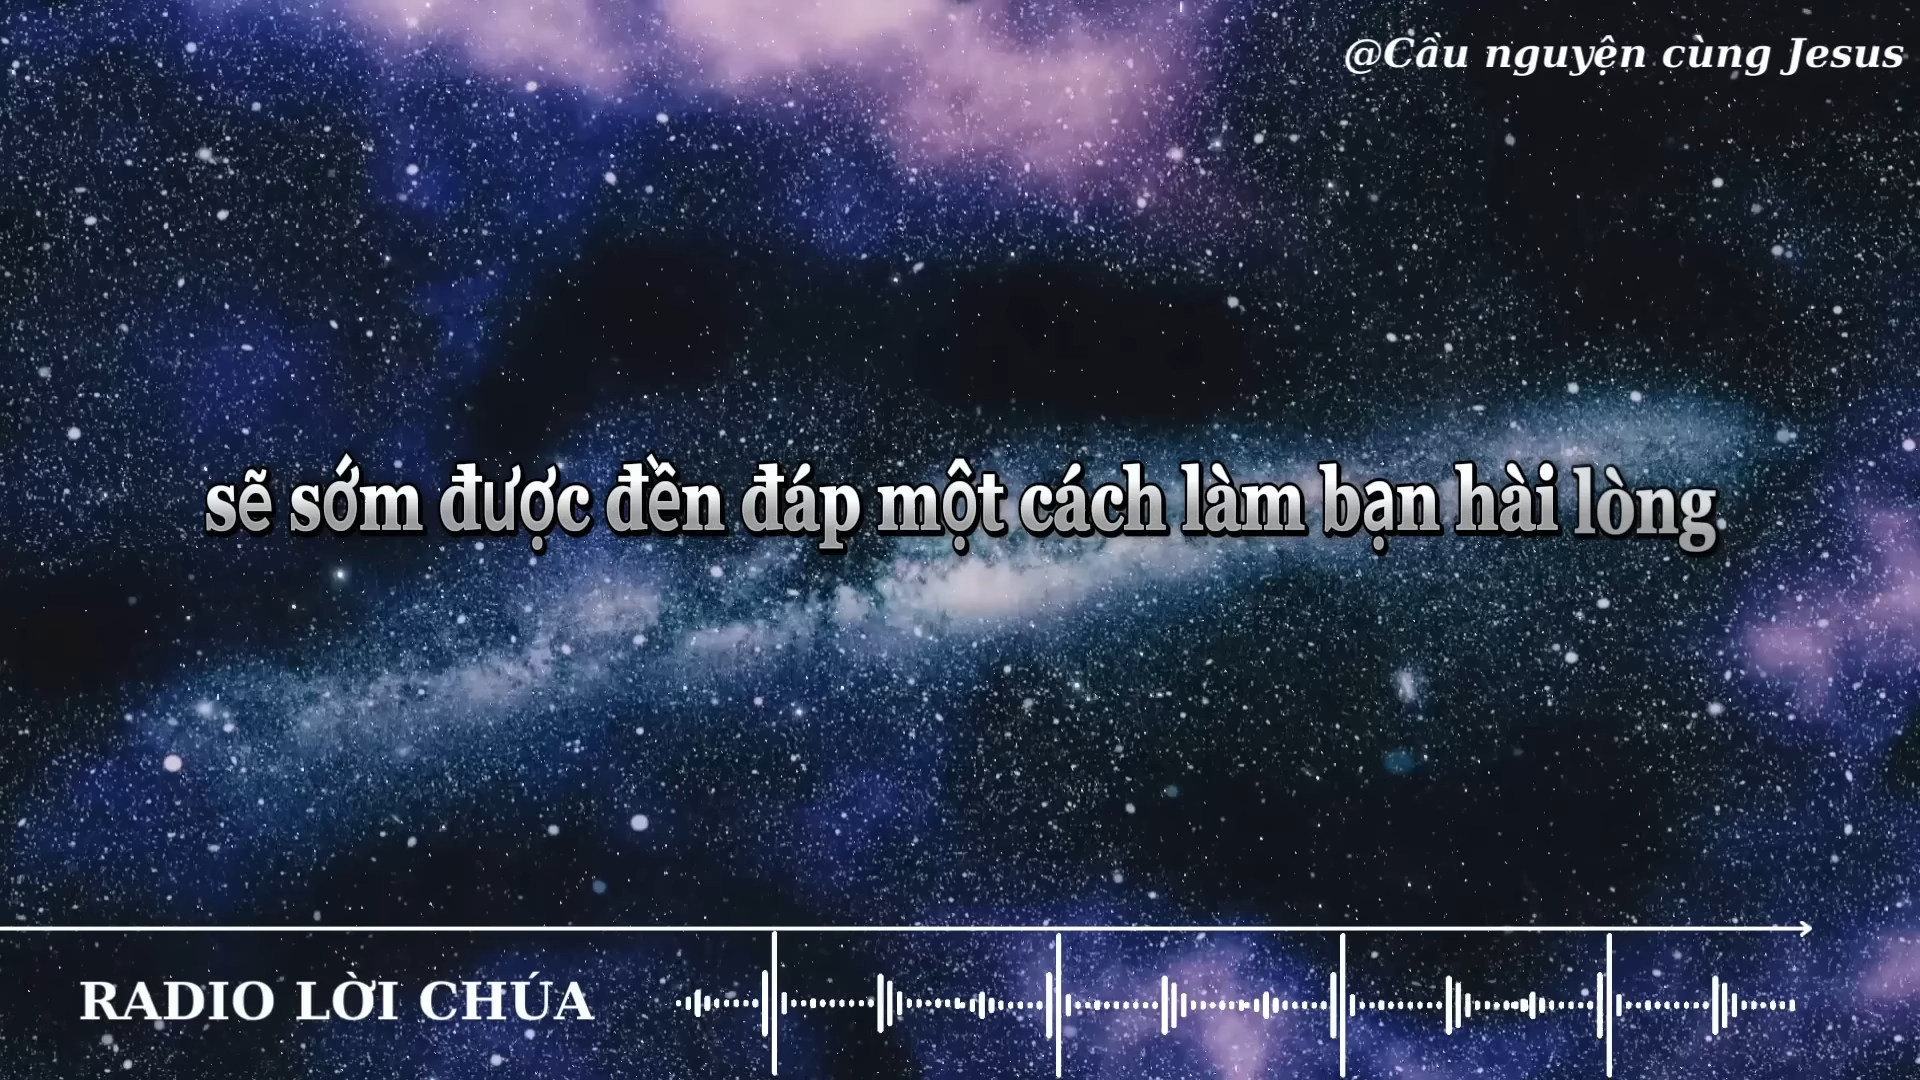 @Cầu nguyện cùng Jesus
sẽ sớm được đền đáp một cách làm bạn hài lòng
RADIO LỜI CHÚA